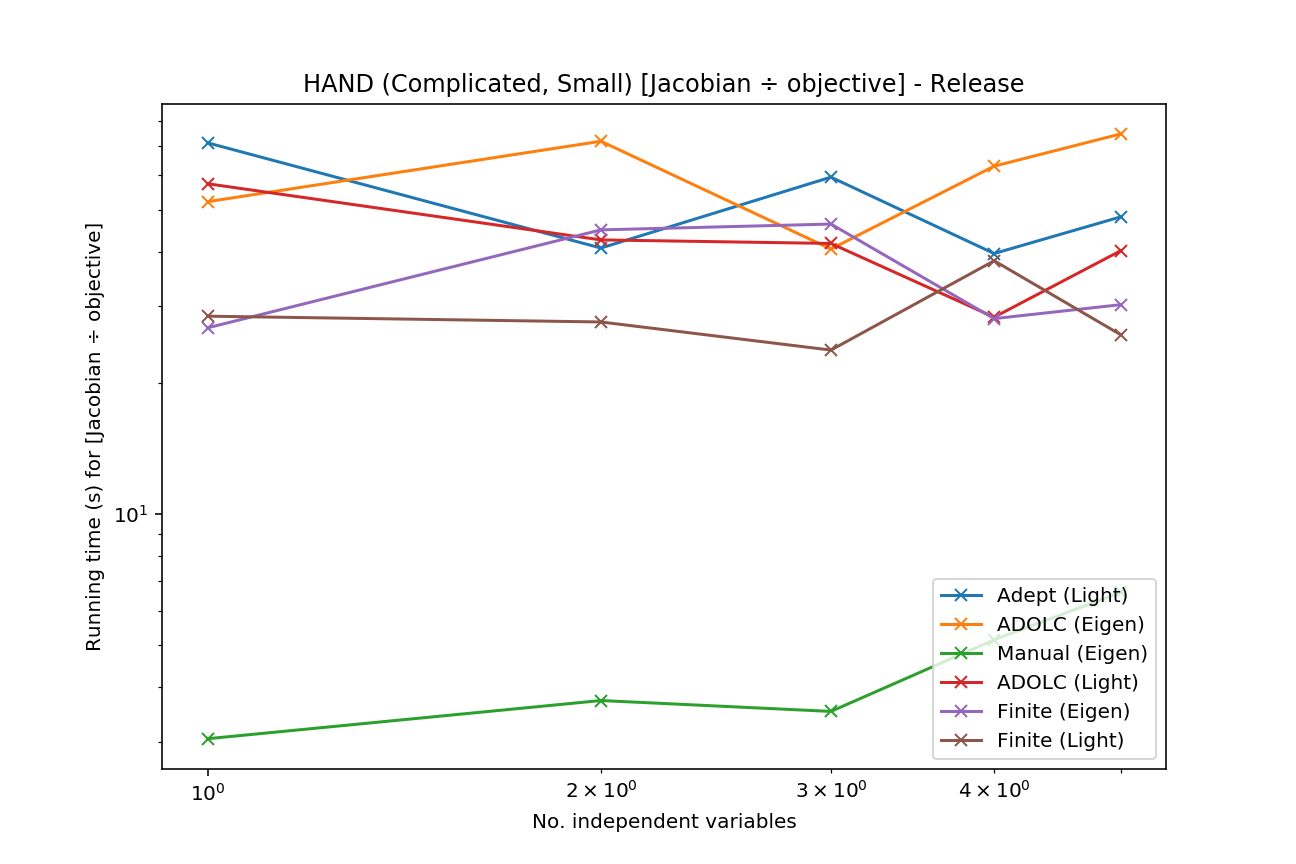 HAND (Complicated, Small) [Jacobian ÷ objective] - Release
Running time (s) for [Jacobian ÷ objective]
10¹
Adept (Light)
ADOLC (Eigen)
Manual (Eigen)
ADOLC (Light)
Finite (Eigen)
Finite (Light)
10⁰ 2 × 10⁰ 3 × 10⁰ 4 × 10⁰
No. independent variables